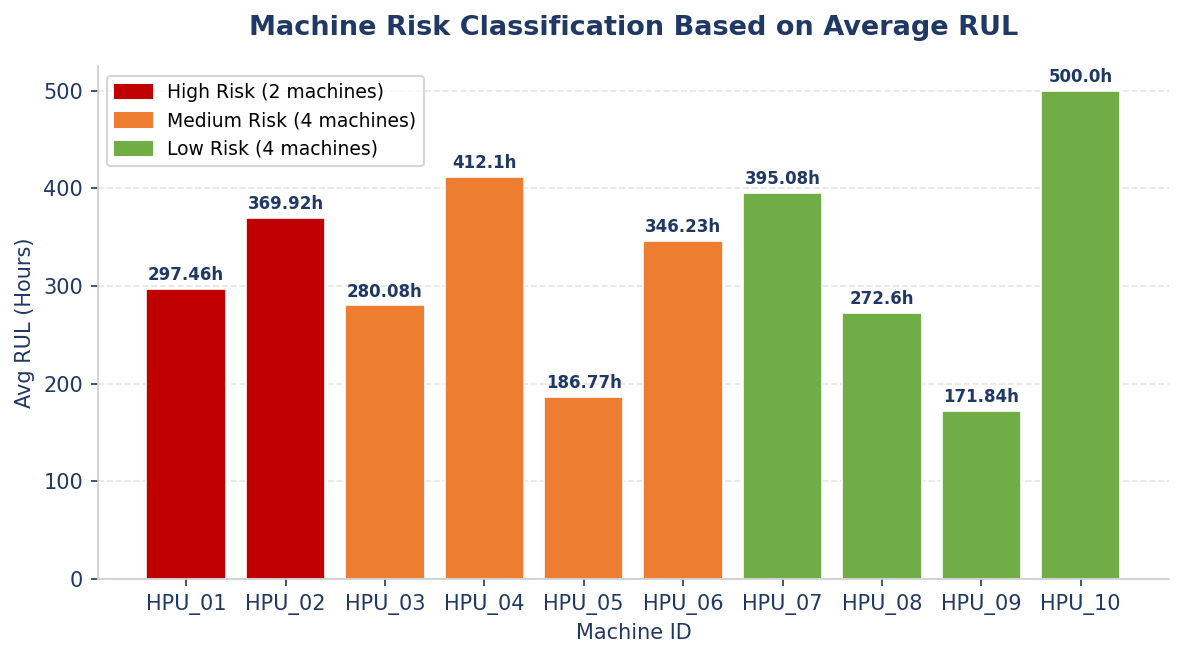 Machine Risk Classification Based on Average RUL
High Risk (2 machines)
Medium Risk (4 machines)
Low Risk (4 machines)
Avg RUL (Hours)
500
400
300
200
100
0
297.46h
369.92h
280.08h
412.1h
186.77h
346.23h
395.08h
272.6h
171.84h
500.0h
HPU_01 HPU_02 HPU_03 HPU_04 HPU_05 HPU_06 HPU_07 HPU_08 HPU_09 HPU_10
Machine ID